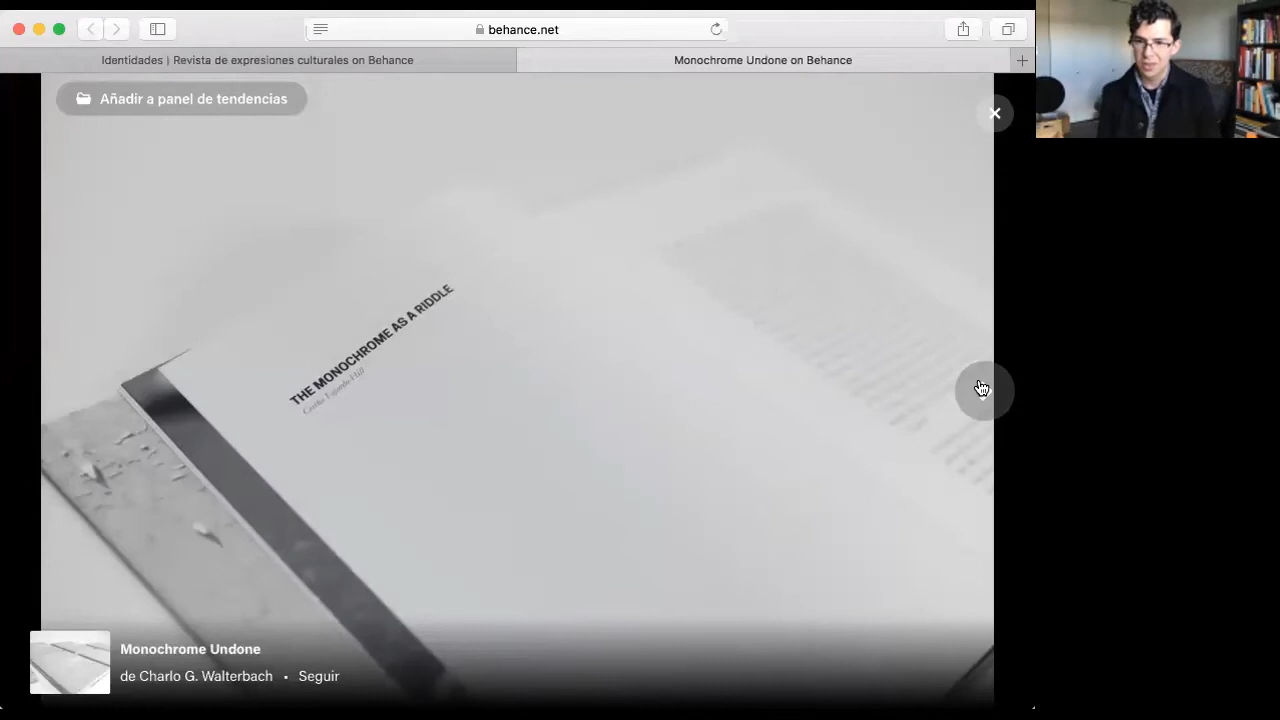 behance.net
Identidades | Revista de expresiones culturales on Behance
Monochrome Undone on Behance
Añadir a panel de tendencias
THE MONOCHROME AS A RIDDLE
Monochrome Undone
de Charlo G. Walterbach • Seguir